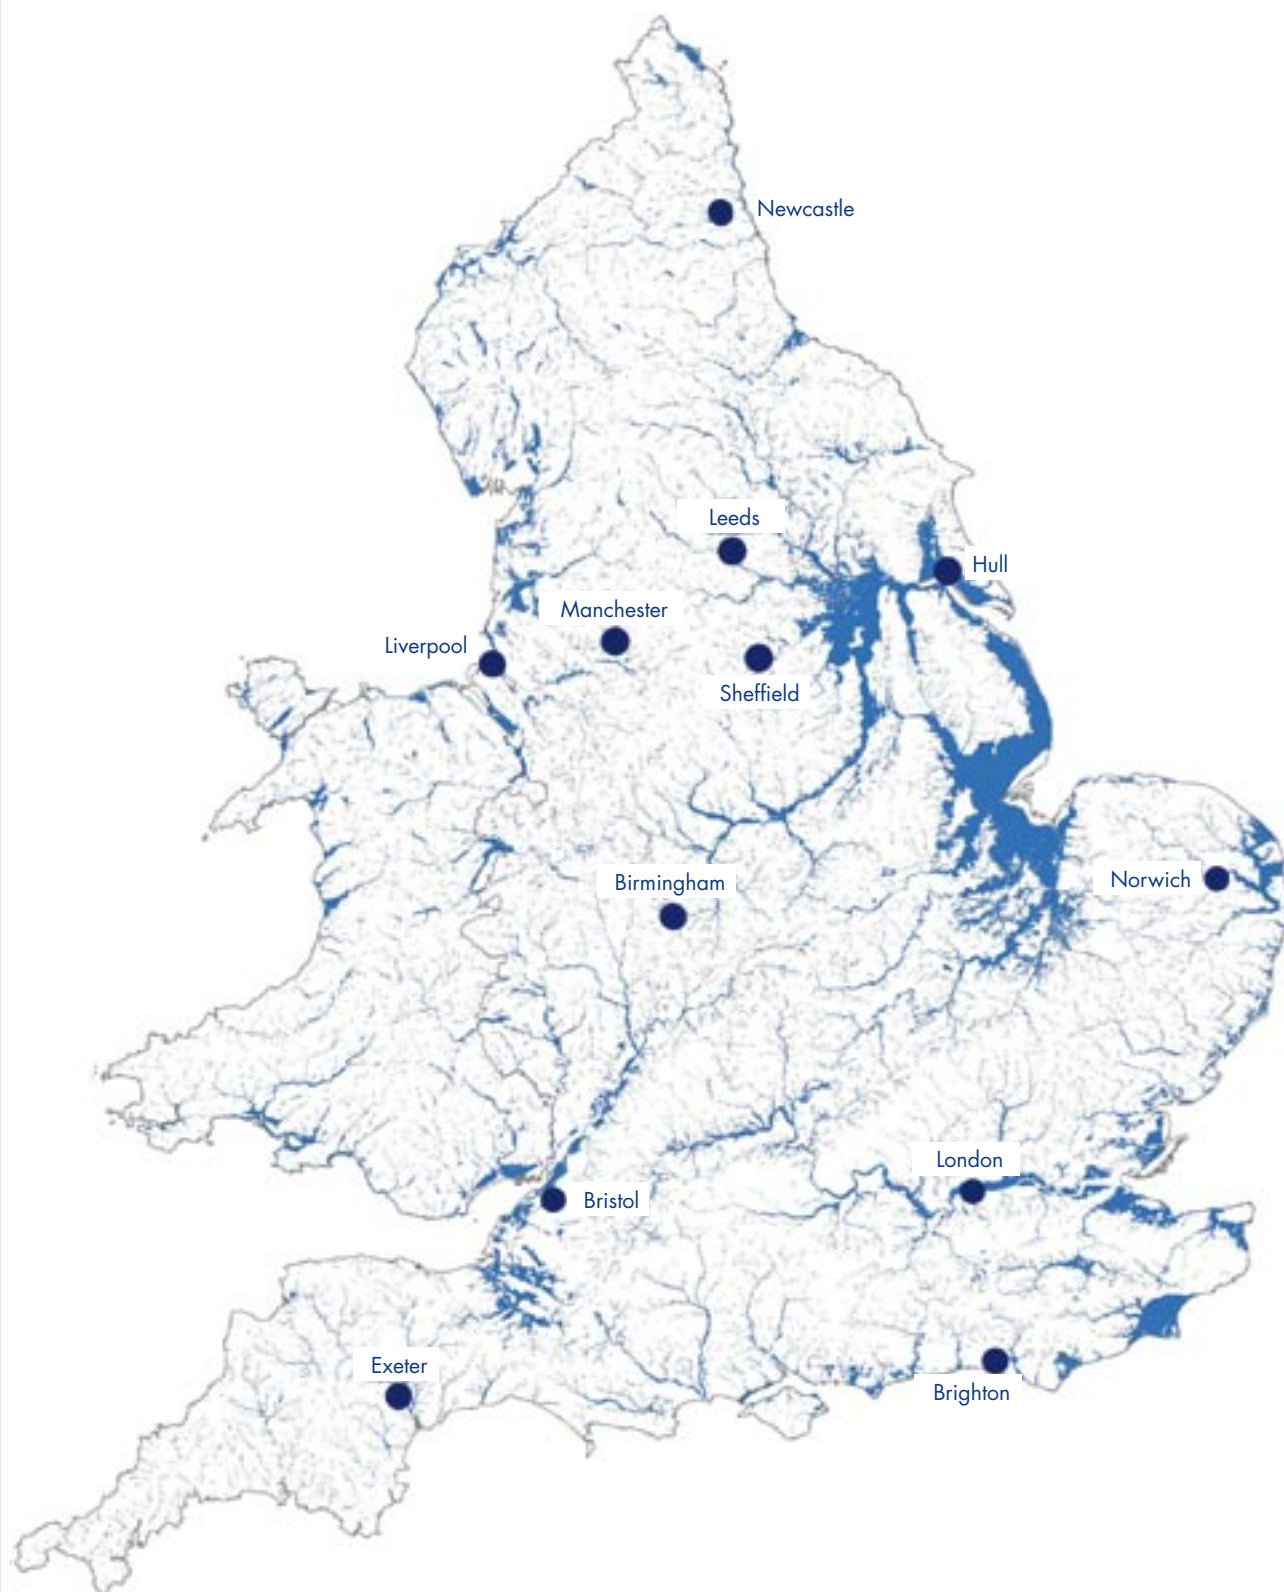 Newcastle
Leeds
Hull
Manchester
Liverpool
Sheffield
Birmingham
Norwich
London
Bristol
Exeter
Brighton